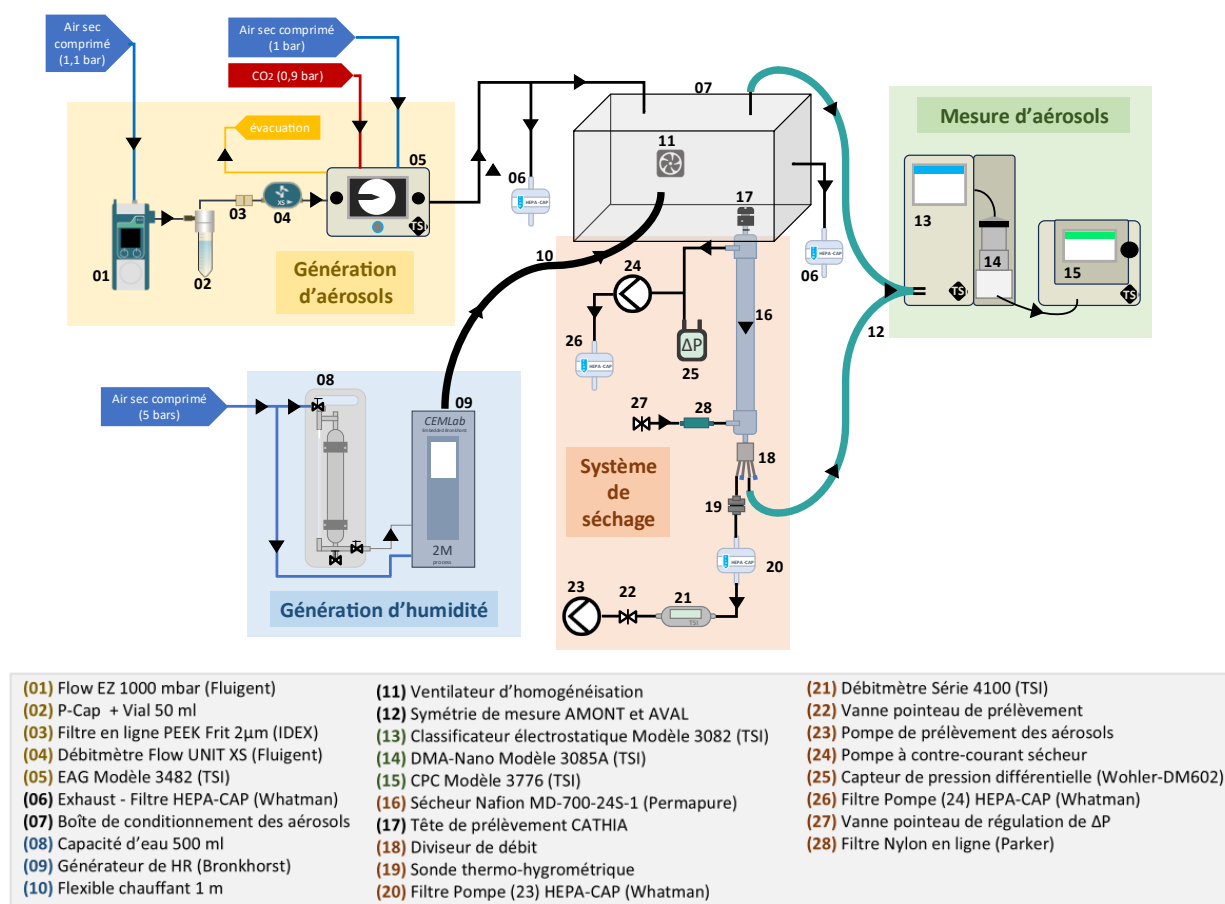 Air sec
comprimé
(1,1 bar)
Air sec comprimé
(1 bar)
CO2 (0,9 bar)
évacuation
05
TSI
01
02
03
XS
04
Génération
d'aérosols
06
HEPA-CAP
07
11
17
06
HEPA-CAP
10
24
26
HEPA-CAP
ΔP
25
16
27
28
Système
de
séchage
18
19
20
HEPA-CAP
23
22
21
TSI
12
Mesure d'aérosols
13
14
15
TSI
TSI
Air sec comprimé
(5 bars)
08
09
CEMLab
2M
process
Génération d'humidité
(01) Flow EZ 1000 mbar (Fluigent)
(02) P-Cap + Vial 50 ml
(03) Filtre en ligne PEEK Frit 2µm (IDEX)
(04) Débitmètre Flow UNIT XS (Fluigent)
(05) EAG Modèle 3482 (TSI)
(06) Exhaust - Filtre HEPA-CAP (Whatman)
(07) Boîte de conditionnement des aérosols
(08) Capacité d'eau 500 ml
(09) Générateur de HR (Bronkhorst)
(10) Flexible chauffant 1 m
(11) Ventilateur d'homogénéisation
(12) Symétrie de mesure AMONT et AVAL
(13) Classificateur électrostatique Modèle 3082 (TSI)
(14) DMA-Nano Modèle 3085A (TSI)
(15) CPC Modèle 3776 (TSI)
(16) Sécheur Nafion MD-700-24S-1 (Permapure)
(17) Tête de prélèvement CATHIA
(18) Diviseur de débit
(19) Sonde thermo-hygrométrique
(20) Filtre Pompe (23) HEPA-CAP (Whatman)
(21) Débitmètre Série 4100 (TSI)
(22) Vanne pointeau de prélèvement
(23) Pompe de prélèvement des aérosols
(24) Pompe à contre-courant sécheur
(25) Capteur de pression différentielle (Wohler-DM602)
(26) Filtre Pompe (24) HEPA-CAP (Whatman)
(27) Vanne pointeau de régulation de ΔP
(28) Filtre Nylon en ligne (Parker)